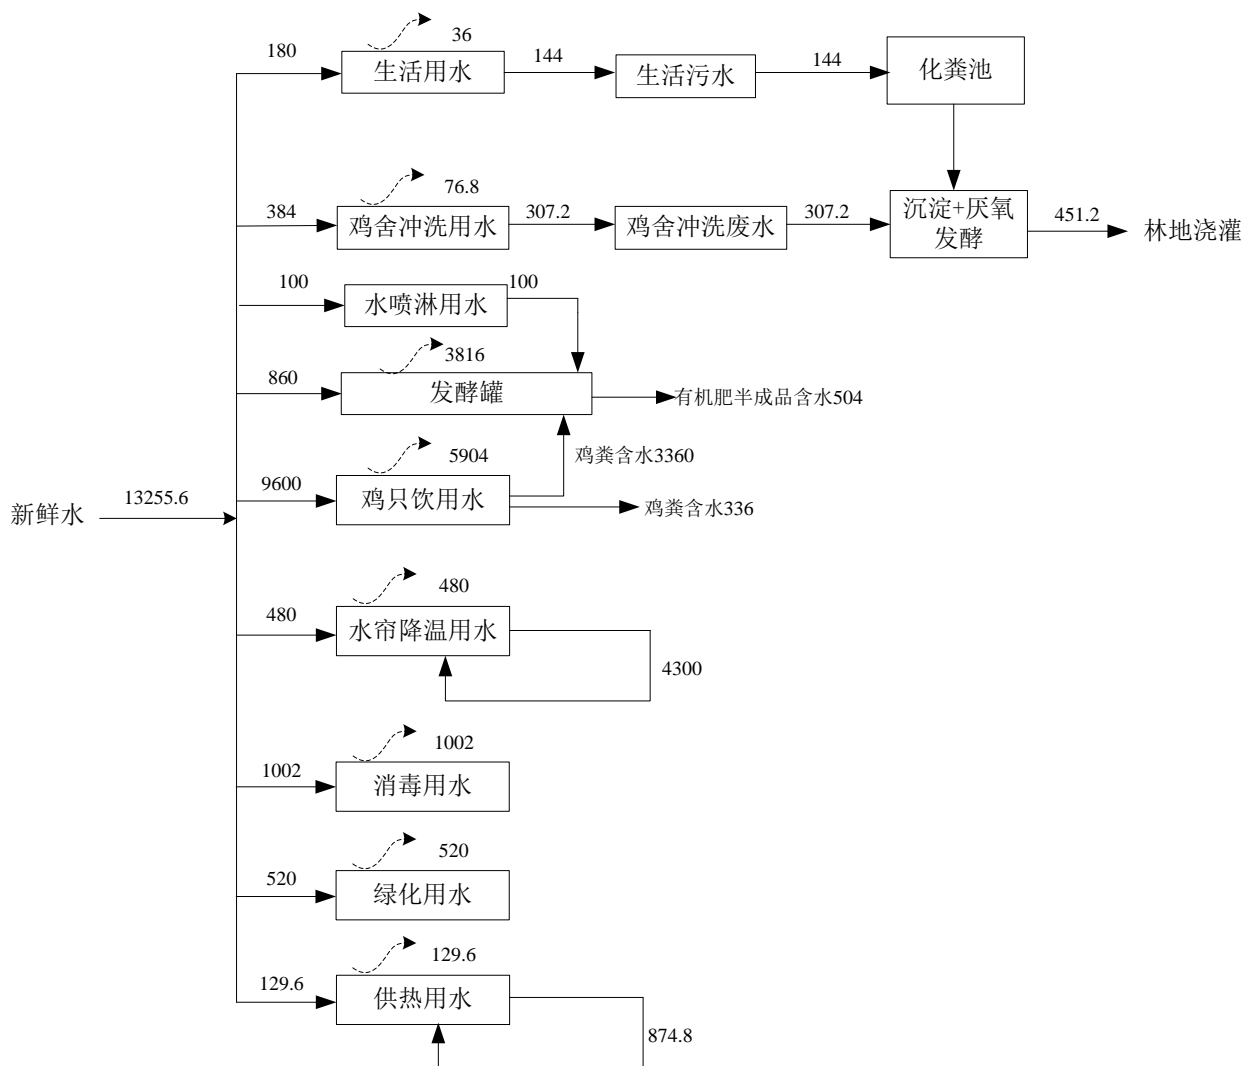 36
180
生活用水
144
生活污水
144
化粪池
76.8
384
鸡舍冲洗用水
307.2
鸡舍冲洗废水
307.2
沉淀+厌氧
发酵
451.2
林地浇灌
100
水喷淋用水
100
3816
860
发酵罐
有机肥半成品含水504
5904
鸡粪含水3360
9600
鸡只饮用水
鸡粪含水336
新鲜水
13255.6
480
480
水帘降温用水
4300
1002
1002
消毒用水
520
520
绿化用水
129.6
129.6
供热用水
874.8